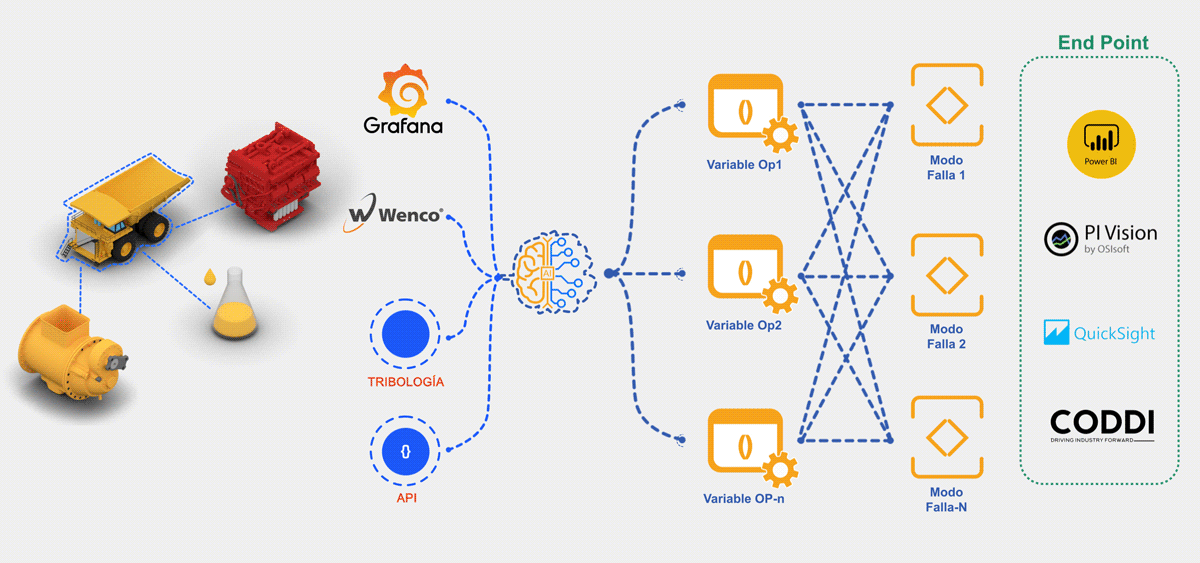 Grafana
Wenco®
TRIBOLOGÍA
{}
API
AI
()
Variable Op1
()
Variable Op2
()
Variable OP-n
Modo
Falla 1
Modo
Falla 2
Modo
Falla-N
End Point
Power BI
PI Vision
by OSIsoft
QuickSight
CODDI
DRIVING INDUSTRY FORWARD